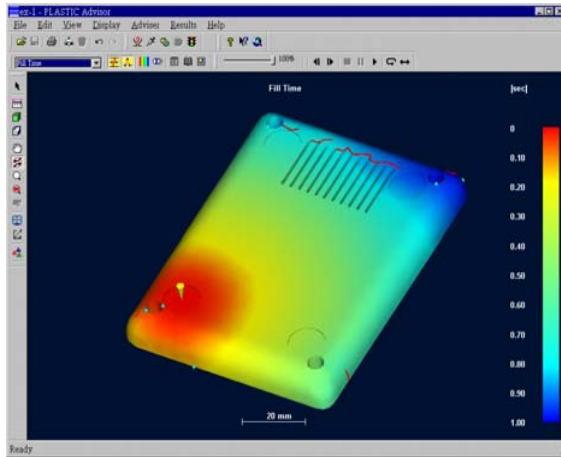 ex-1 - PLASTIC Advisor
File Edit View Display Adviser Results Help
100%
Fill Time
Fill Time
[sec]
0
0.10
0.20
0.30
0.40
0.50
0.60
0.70
0.80
0.90
1.00
20 mm
Ready